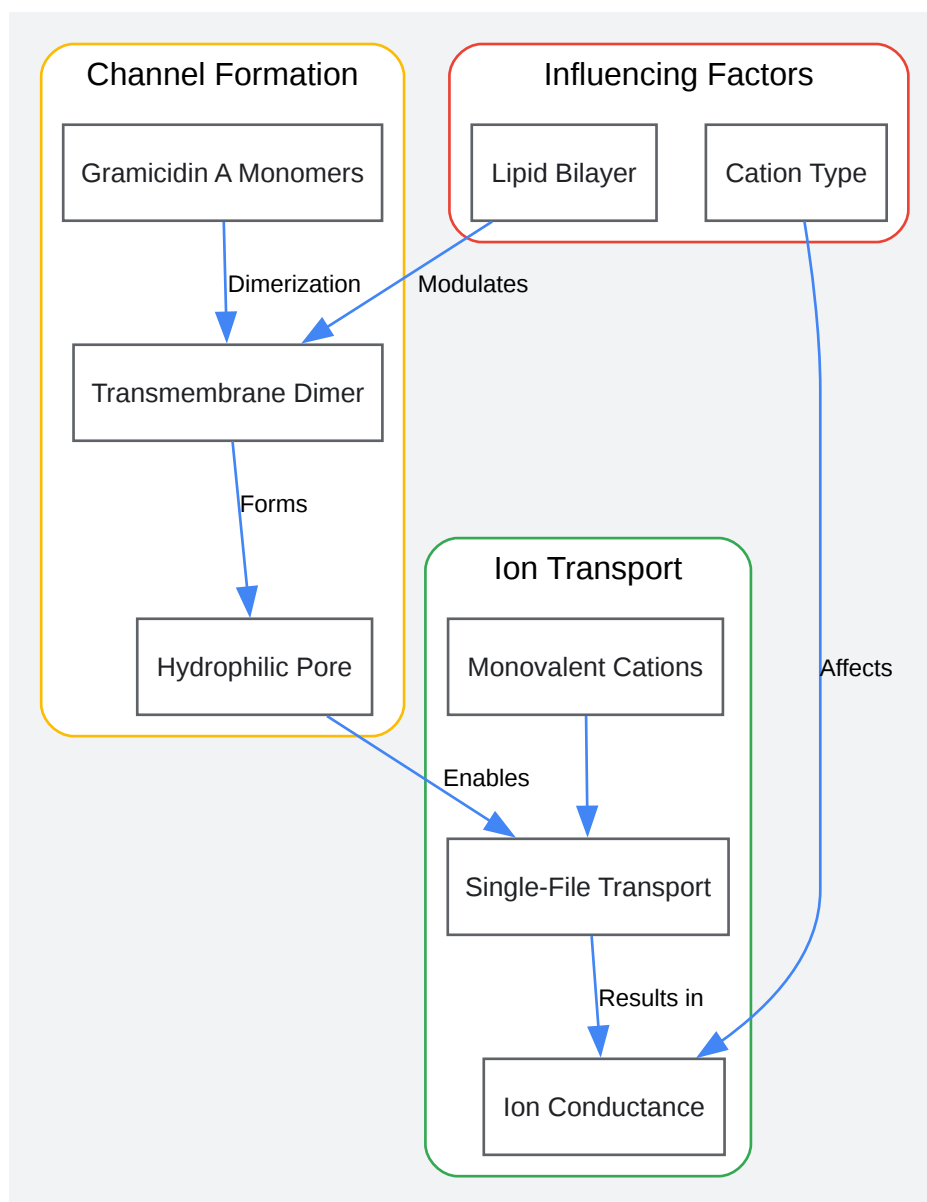 Channel Formation
Gramicidin A Monomers
Dimerization
Transmembrane Dimer
Forms
Hydrophilic Pore
Influencing Factors
Lipid Bilayer
Cation Type
Modulates
Affects
Enables
Ion Transport
Monovalent Cations
Single-File Transport
Results in
Ion Conductance